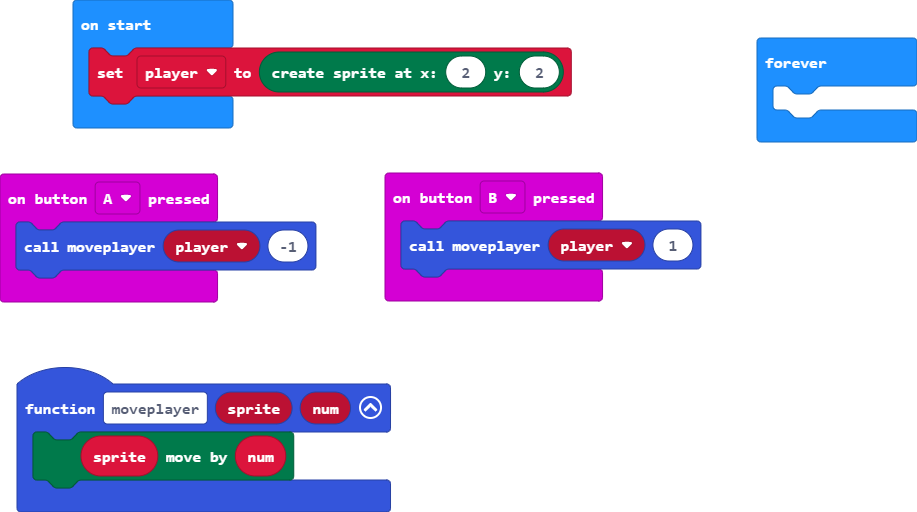 on start
set player to create sprite at x: 2 y: 2
forever
on button A pressed
call moveplayer player -1
on button B pressed
call moveplayer player 1
function moveplayer sprite num
sprite move by num